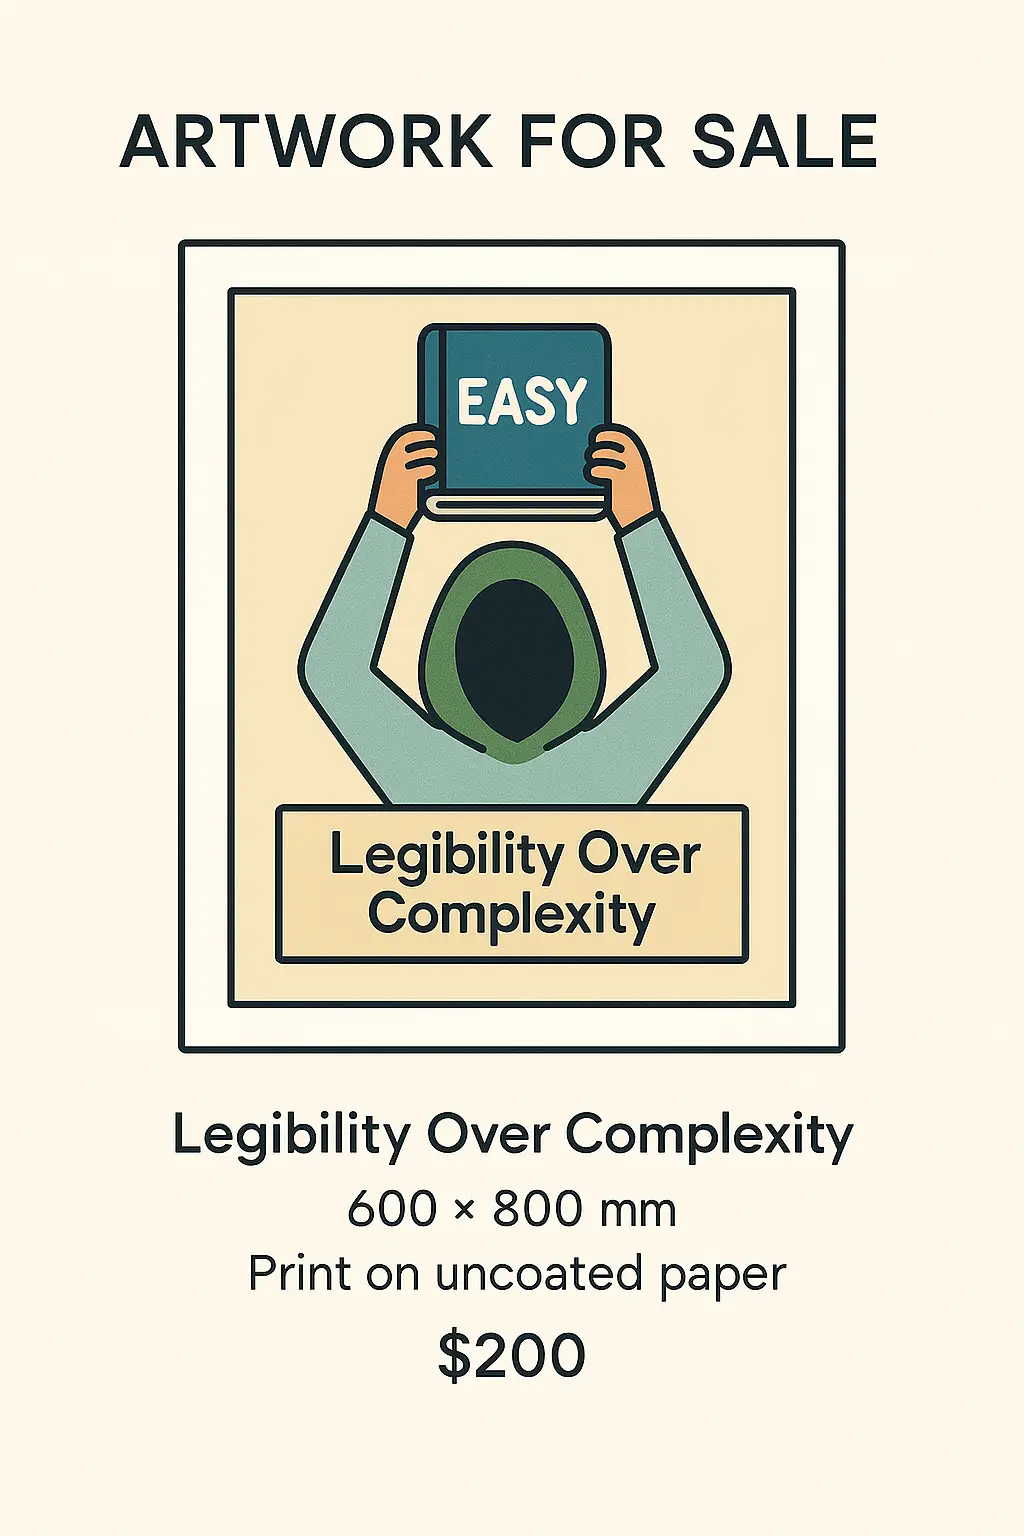 ARTWORK FOR SALE
EASY
Legibility Over
Complexity
Legibility Over Complexity
600 × 800 mm
Print on uncoated paper
$200